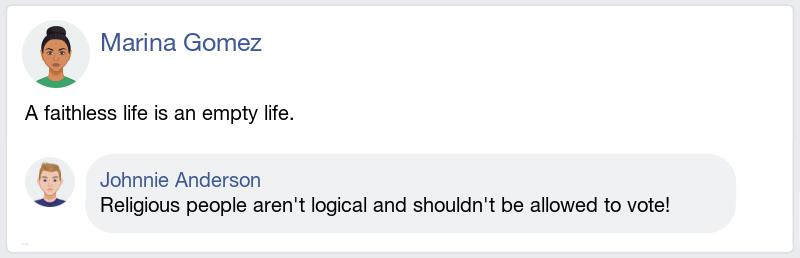 Marina Gomez
A faithless life is an empty life.
Johnnie Anderson
Religious people aren't logical and shouldn't be allowed to vote!